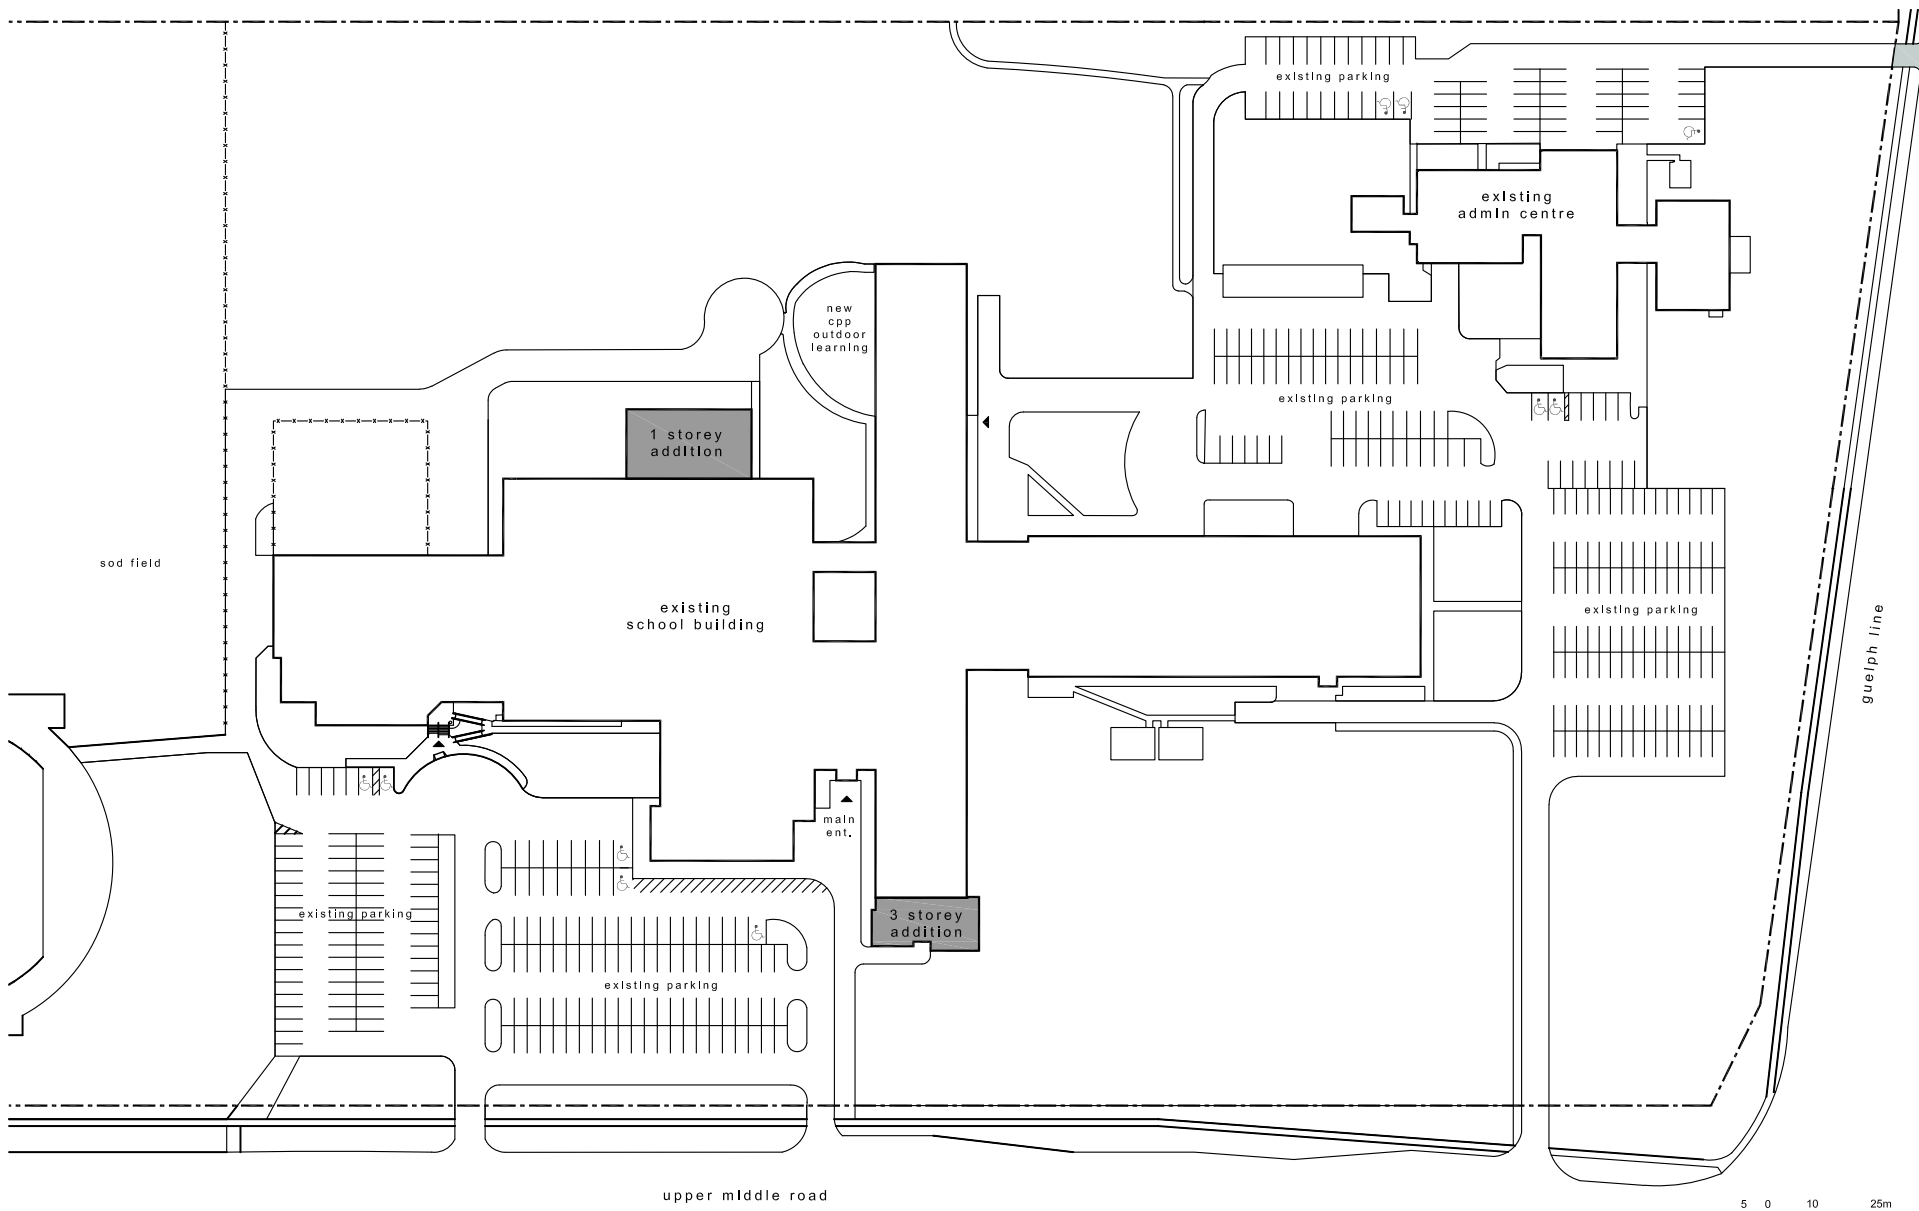 existing parking
existing
admin centre
new
cpp
outdoor
learning
existing parking
1 storey
addition
sod field
existing
school building
existing parking
guelph line
main
ent.
existing parking
3 storey
addition
existing parking
upper middle road
5 0 10 25m